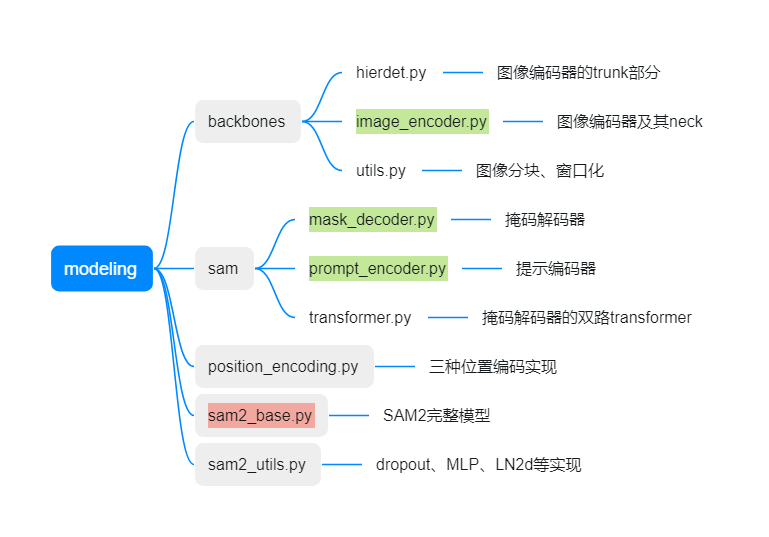 modeling
backbones
hierdet.py 图像编码器的trunk部分
image_encoder.py 图像编码器及其neck
utils.py 图像分块、窗口化
sam
mask_decoder.py 掩码解码器
prompt_encoder.py 提示编码器
transformer.py 掩码解码器的双路transformer
position_encoding.py 三种位置编码实现
sam2_base.py SAM2完整模型
sam2_utils.py dropout、MLP、LN2d等实现